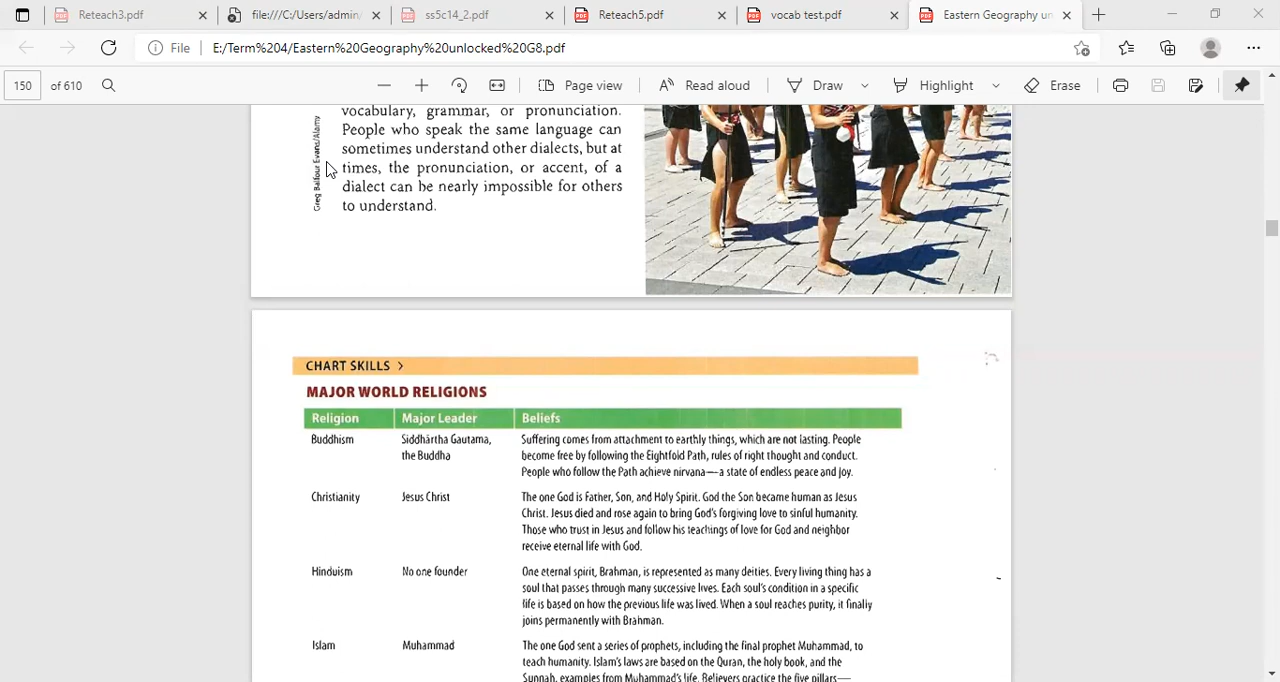 Reteach3.pdf
file:///C:/Users/admin/
ss5c14_2.pdf
Reteach5.pdf
vocab test.pdf
Eastern Geography un
File
E:/Term%204/Eastern%20Geography%20unlocked%20G8.pdf
150 of 610
Page view
Read aloud
Draw
Highlight
Erase
vocabulary, grammar, or pronunciation.
People who speak the same language can
sometimes understand other dialects, but at
times, the pronunciation, or accent, of a
dialect can be nearly impossible for others
to understand.
Greg Balfour Evans/Alamy
CHART SKILLS >
MAJOR WORLD RELIGIONS
Religion Major Leader Beliefs
Buddhism Siddhārtha Gautama, Suffering comes from attachment to earthly things, which are not lasting. People
the Buddha become free by following the Eightfold Path, rules of right thought and conduct.
People who follow the Path achieve nirvana—a state of endless peace and joy.
Christianity Jesus Christ The one God is Father, Son, and Holy Spirit. God the Son became human as Jesus
Christ. Jesus died and rose again to bring God's forgiving love to sinful humanity.
Those who trust in Jesus and follow his teachings of love for God and neighbor
receive eternal life with God.
Hinduism No one founder One eternal spirit, Brahman, is represented as many deities. Every living thing has a
soul that passes through many successive lives. Each soul's condition in a specific
life is based on how the previous life was lived. When a soul reaches purity, it finally
joins permanently with Brahman.
Islam Muhammad The one God sent a series of prophets, including the final prophet Muhammad, to
teach humanity. Islam's laws are based on the Quran, the holy book, and the
Sunnah, examples from Muhammad's life. Believers practice the five pillars—